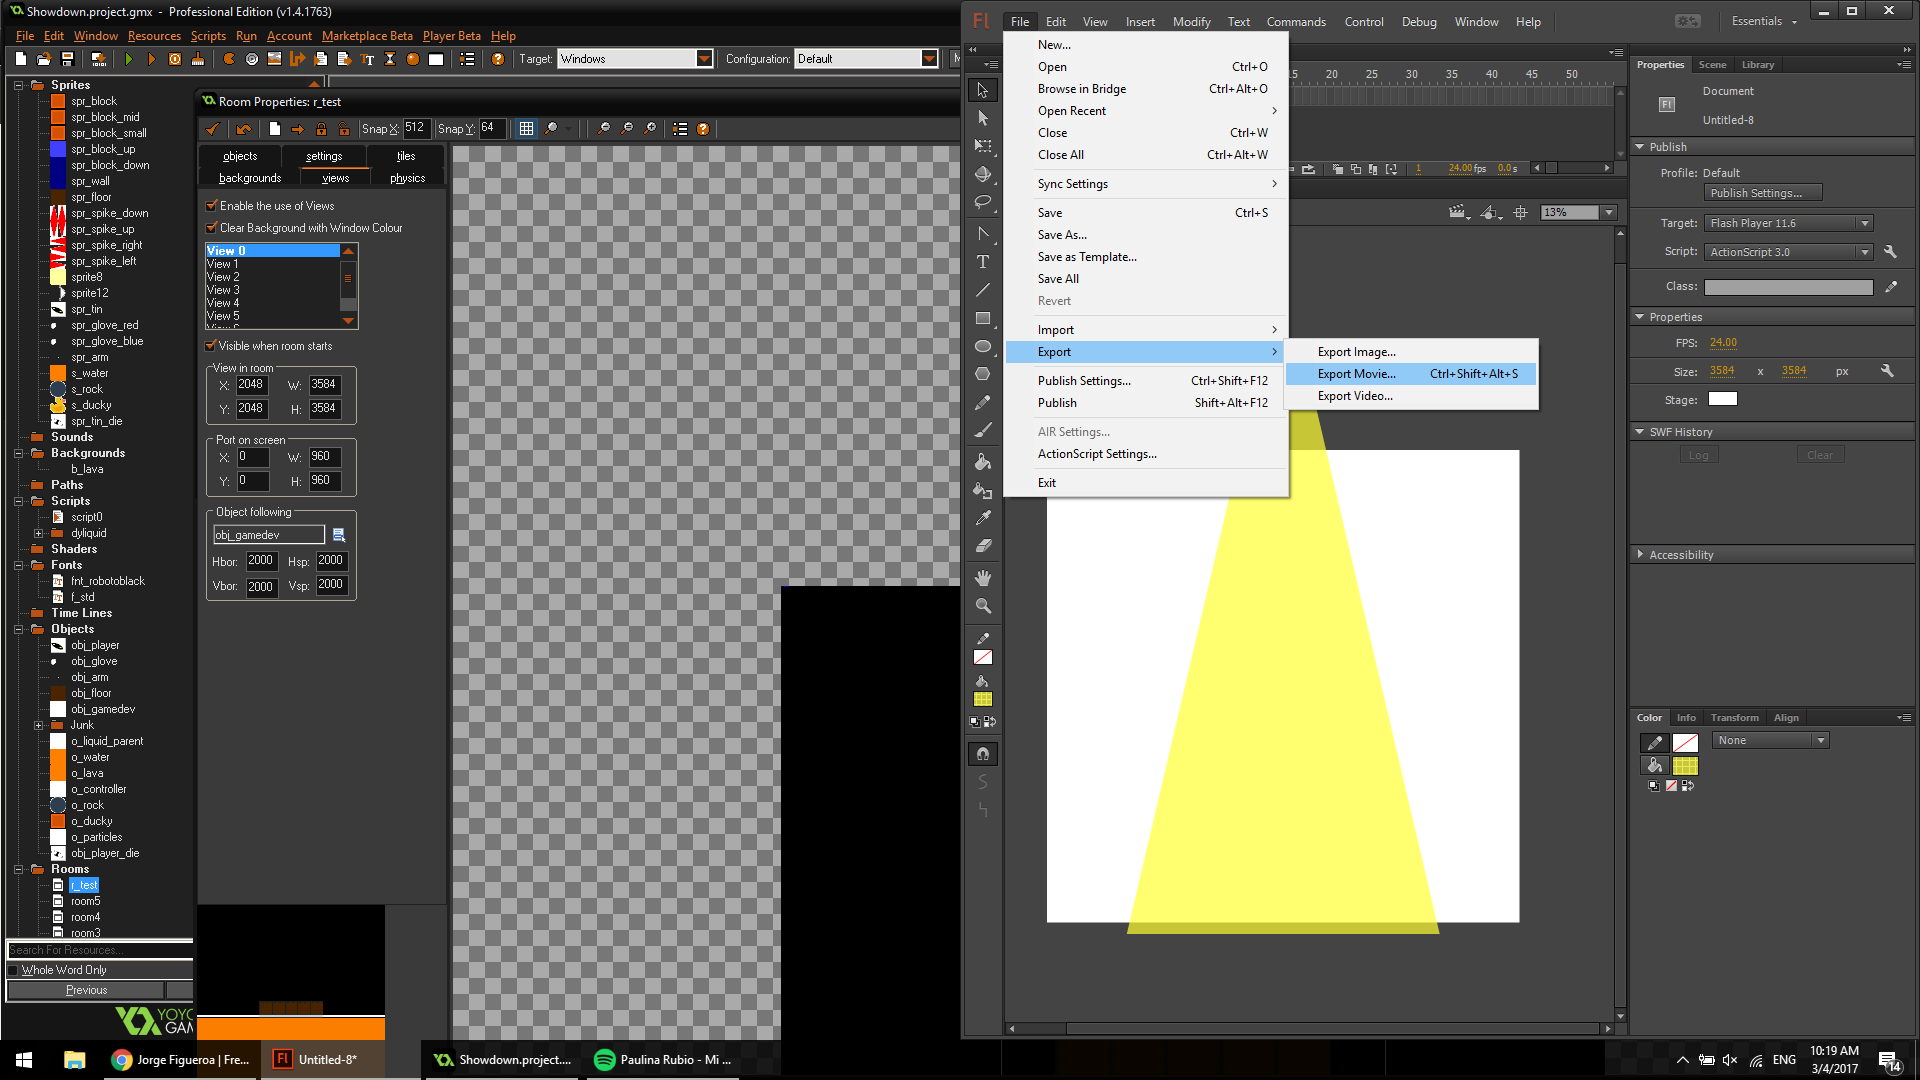 Showdown.project.gmx - Professional Edition (v1.4.1763)
File Edit Window Resources Scripts Run Account Marketplace Beta Player Beta Help
Target: Windows Configuration: Default
Sprites
spr_block
spr_block_mid
spr_block_small
spr_block_up
spr_block_down
spr_wall
spr_floor
spr_spike_down
spr_spike_up
spr_spike_right
spr_spike_left
sprite8
sprite12
spr_tin
spr_glove_red
spr_glove_blue
spr_arm
s_water
s_rock
s_ducky
spr_tin_die
Sounds
Backgrounds
b_lava
Paths
Scripts
script0
dyliquid
Shaders
Fonts
fnt_robotoblack
f_std
Time Lines
Objects
obj_player
obj_glove
obj_arm
obj_floor
obj_gamedev
Junk
o_liquid_parent
o_water
o_lava
o_controller
o_rock
o_ducky
o_particles
obj_player_die
Rooms
r_test
room5
room4
room3
Search For Resources...
Whole Word Only
Previous
Room Properties: r_test
Snap X: 512 Snap Y: 64
objects settings tiles
backgrounds views physics
Enable the use of Views
Clear Background with Window Colour
View 0
View 1
View 2
View 3
View 4
View 5
Visible when room starts
View in room
X: 2048 W: 3584
Y: 2048 H: 3584
Port on screen
X: 0 W: 960
Y: 0 H: 960
Object following
obj_gamedev
Hbor: 2000 Hsp: 2000
Vbor: 2000 Vsp: 2000
Fl File Edit View Insert Modify Text Commands Control Debug Window Help Essentials
New...
Open Ctrl+O
Browse in Bridge Ctrl+Alt+O
Open Recent
Close Ctrl+W
Close All Ctrl+Alt+W
Sync Settings
Save Ctrl+S
Save As...
Save as Template...
Save All
Revert
Import
Export
Publish Settings... Ctrl+Shift+F12
Publish Shift+Alt+F12
AIR Settings...
ActionScript Settings...
Exit
Export Image...
Export Movie... Ctrl+Shift+Alt+S
Export Video...
15 20 25 30 35 40 45 50
1 24.00 fps 0.0 s
13%
Properties Scene Library
Document
Fl
Untitled-8
Publish
Profile: Default
Publish Settings...
Target: Flash Player 11.6
Script: ActionScript 3.0
Class:
Properties
FPS: 24.00
Size: 3584 x 3584 px
Stage:
SWF History
Log Clear
Accessibility
Color Info Transform Align
None
Jorge Figueroa | Fre...
Fl Untitled-8*
Showdown.project....
Paulina Rubio - Mi ...
ENG
10:19 AM
3/4/2017
14